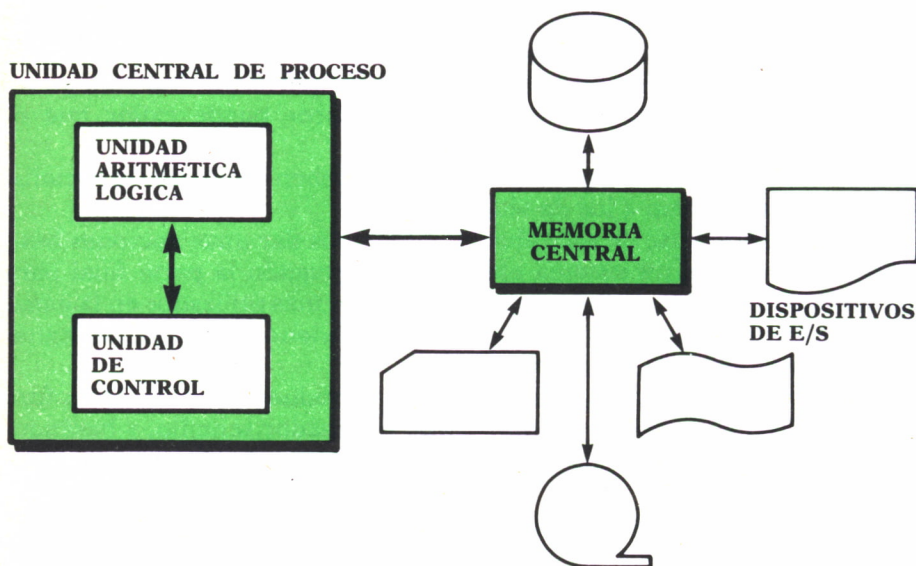 UNIDAD CENTRAL DE PROCESO
UNIDAD
ARITMETICA
LOGICA
UNIDAD
DE
CONTROL
MEMORIA
CENTRAL
DISPOSITIVOS
DE E/S